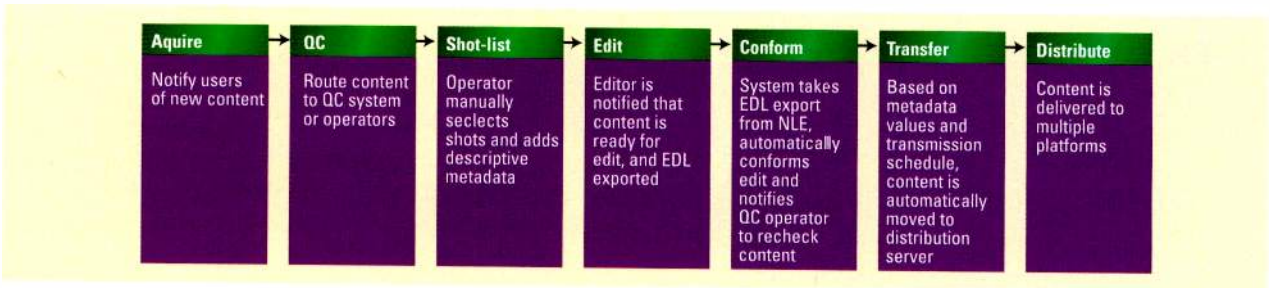 Aquire
Notify users
of new content
QC
Route content
to QC system
or operators
Shot-list
Operator
manually
seclects
shots and adds
descriptive
metadata
Edit
Editor is
notified that
content is
ready for
edit, and EDL
exported
Conform
System takes
EDL export
from NLE,
automatically
conforms
edit and
notifies
QC operator
to recheck
content
Transfer
Based on
metadata
values and
transmission
schedule,
content is
automatically
moved to
distribution
server
Distribute
Content is
delivered to
multiple
platforms